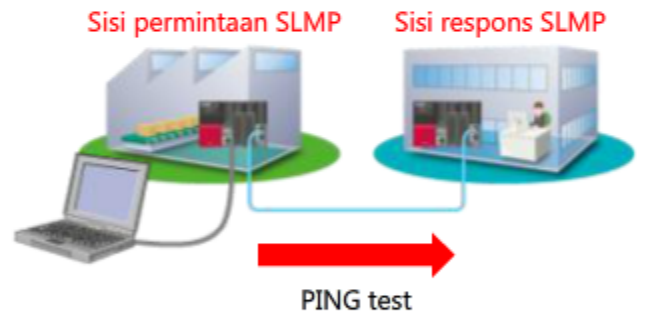 Sisi permintaan SLMP
Sisi respons SLMP
PING test